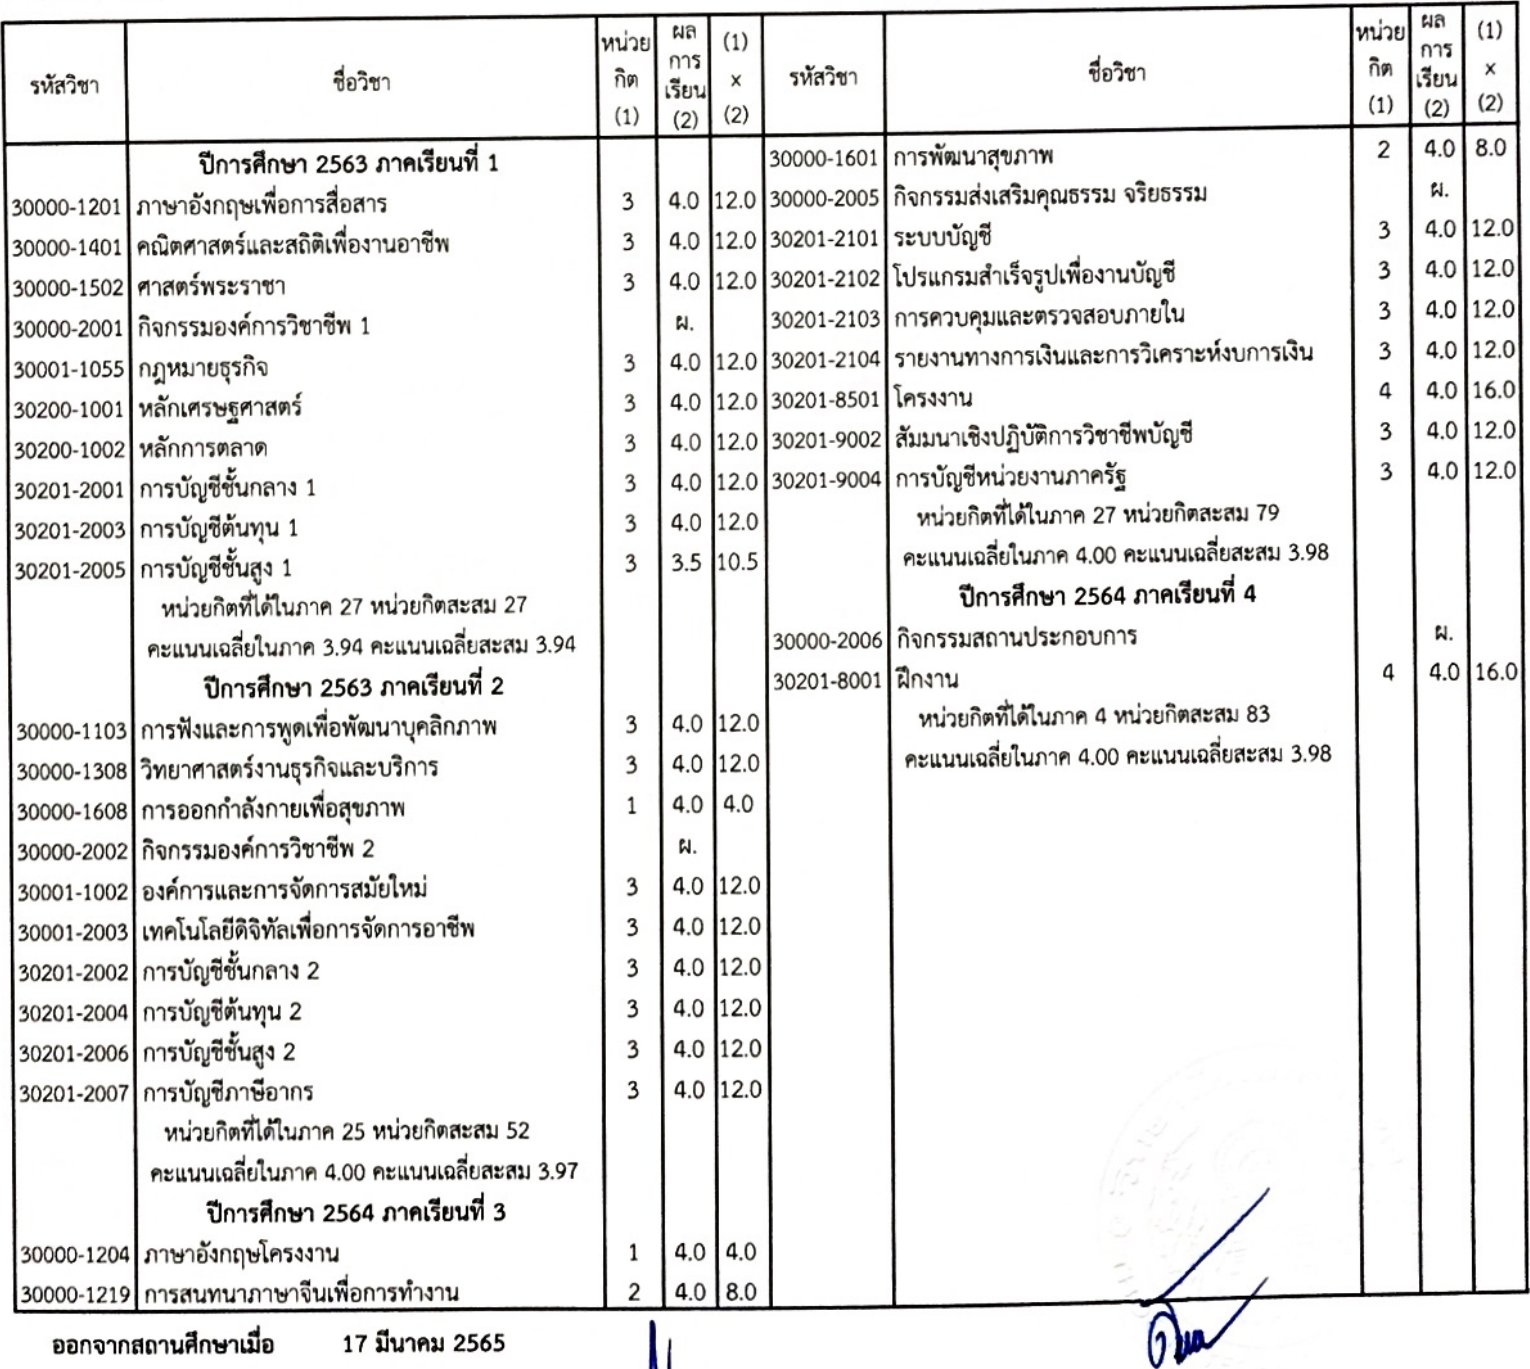 รหัสวิชา ชื่อวิชา หน่วยกิต (1) ผลการเรียน (2) (1) x (2)
ปีการศึกษา 2563 ภาคเรียนที่ 1
30000-1201 ภาษาอังกฤษเพื่อการสื่อสาร 3 4.0 12.0
30000-1401 คณิตศาสตร์และสถิติเพื่องานอาชีพ 3 4.0 12.0
30000-1502 ศาสตร์พระราชา 3 4.0 12.0
30000-2001 กิจกรรมองค์การวิชาชีพ 1 ผ.
30001-1055 กฎหมายธุรกิจ 3 4.0 12.0
30200-1001 หลักเศรษฐศาสตร์ 3 4.0 12.0
30200-1002 หลักการตลาด 3 4.0 12.0
30201-2001 การบัญชีชั้นกลาง 1 3 4.0 12.0
30201-2003 การบัญชีต้นทุน 1 3 4.0 12.0
30201-2005 การบัญชีชั้นสูง 1 3 3.5 10.5
หน่วยกิตที่ได้ในภาค 27 หน่วยกิตสะสม 27
คะแนนเฉลี่ยในภาค 3.94 คะแนนเฉลี่ยสะสม 3.94
ปีการศึกษา 2563 ภาคเรียนที่ 2
30000-1103 การฟังและการพูดเพื่อพัฒนาบุคลิกภาพ 3 4.0 12.0
30000-1308 วิทยาศาสตร์งานธุรกิจและบริการ 3 4.0 12.0
30000-1608 การออกกำลังกายเพื่อสุขภาพ 1 4.0 4.0
30000-2002 กิจกรรมองค์การวิชาชีพ 2 ผ.
30001-1002 องค์การและการจัดการสมัยใหม่ 3 4.0 12.0
30001-2003 เทคโนโลยีดิจิทัลเพื่อการจัดการอาชีพ 3 4.0 12.0
30201-2002 การบัญชีชั้นกลาง 2 3 4.0 12.0
30201-2004 การบัญชีต้นทุน 2 3 4.0 12.0
30201-2006 การบัญชีชั้นสูง 2 3 4.0 12.0
30201-2007 การบัญชีภาษีอากร 3 4.0 12.0
หน่วยกิตที่ได้ในภาค 25 หน่วยกิตสะสม 52
คะแนนเฉลี่ยในภาค 4.00 คะแนนเฉลี่ยสะสม 3.97
ปีการศึกษา 2564 ภาคเรียนที่ 3
30000-1204 ภาษาอังกฤษโครงงาน 1 4.0 4.0
30000-1219 การสนทนาภาษาจีนเพื่อการทำงาน 2 4.0 8.0
รหัสวิชา ชื่อวิชา หน่วยกิต (1) ผลการเรียน (2) (1) x (2)
30000-1601 การพัฒนาสุขภาพ 2 4.0 8.0
30000-2005 กิจกรรมส่งเสริมคุณธรรม จริยธรรม ผ.
30201-2101 ระบบบัญชี 3 4.0 12.0
30201-2102 โปรแกรมสำเร็จรูปเพื่องานบัญชี 3 4.0 12.0
30201-2103 การควบคุมและตรวจสอบภายใน 3 4.0 12.0
30201-2104 รายงานทางการเงินและการวิเคราะห์งบการเงิน 3 4.0 12.0
30201-8501 โครงงาน 4 4.0 16.0
30201-9002 สัมมนาเชิงปฏิบัติการวิชาชีพบัญชี 3 4.0 12.0
30201-9004 การบัญชีหน่วยงานภาครัฐ 3 4.0 12.0
หน่วยกิตที่ได้ในภาค 27 หน่วยกิตสะสม 79
คะแนนเฉลี่ยในภาค 4.00 คะแนนเฉลี่ยสะสม 3.98
ปีการศึกษา 2564 ภาคเรียนที่ 4
30000-2006 กิจกรรมสถานประกอบการ ผ.
30201-8001 ฝึกงาน 4 4.0 16.0
หน่วยกิตที่ได้ในภาค 4 หน่วยกิตสะสม 83
คะแนนเฉลี่ยในภาค 4.00 คะแนนเฉลี่ยสะสม 3.98
ออกจากสถานศึกษาเมื่อ 17 มีนาคม 2565